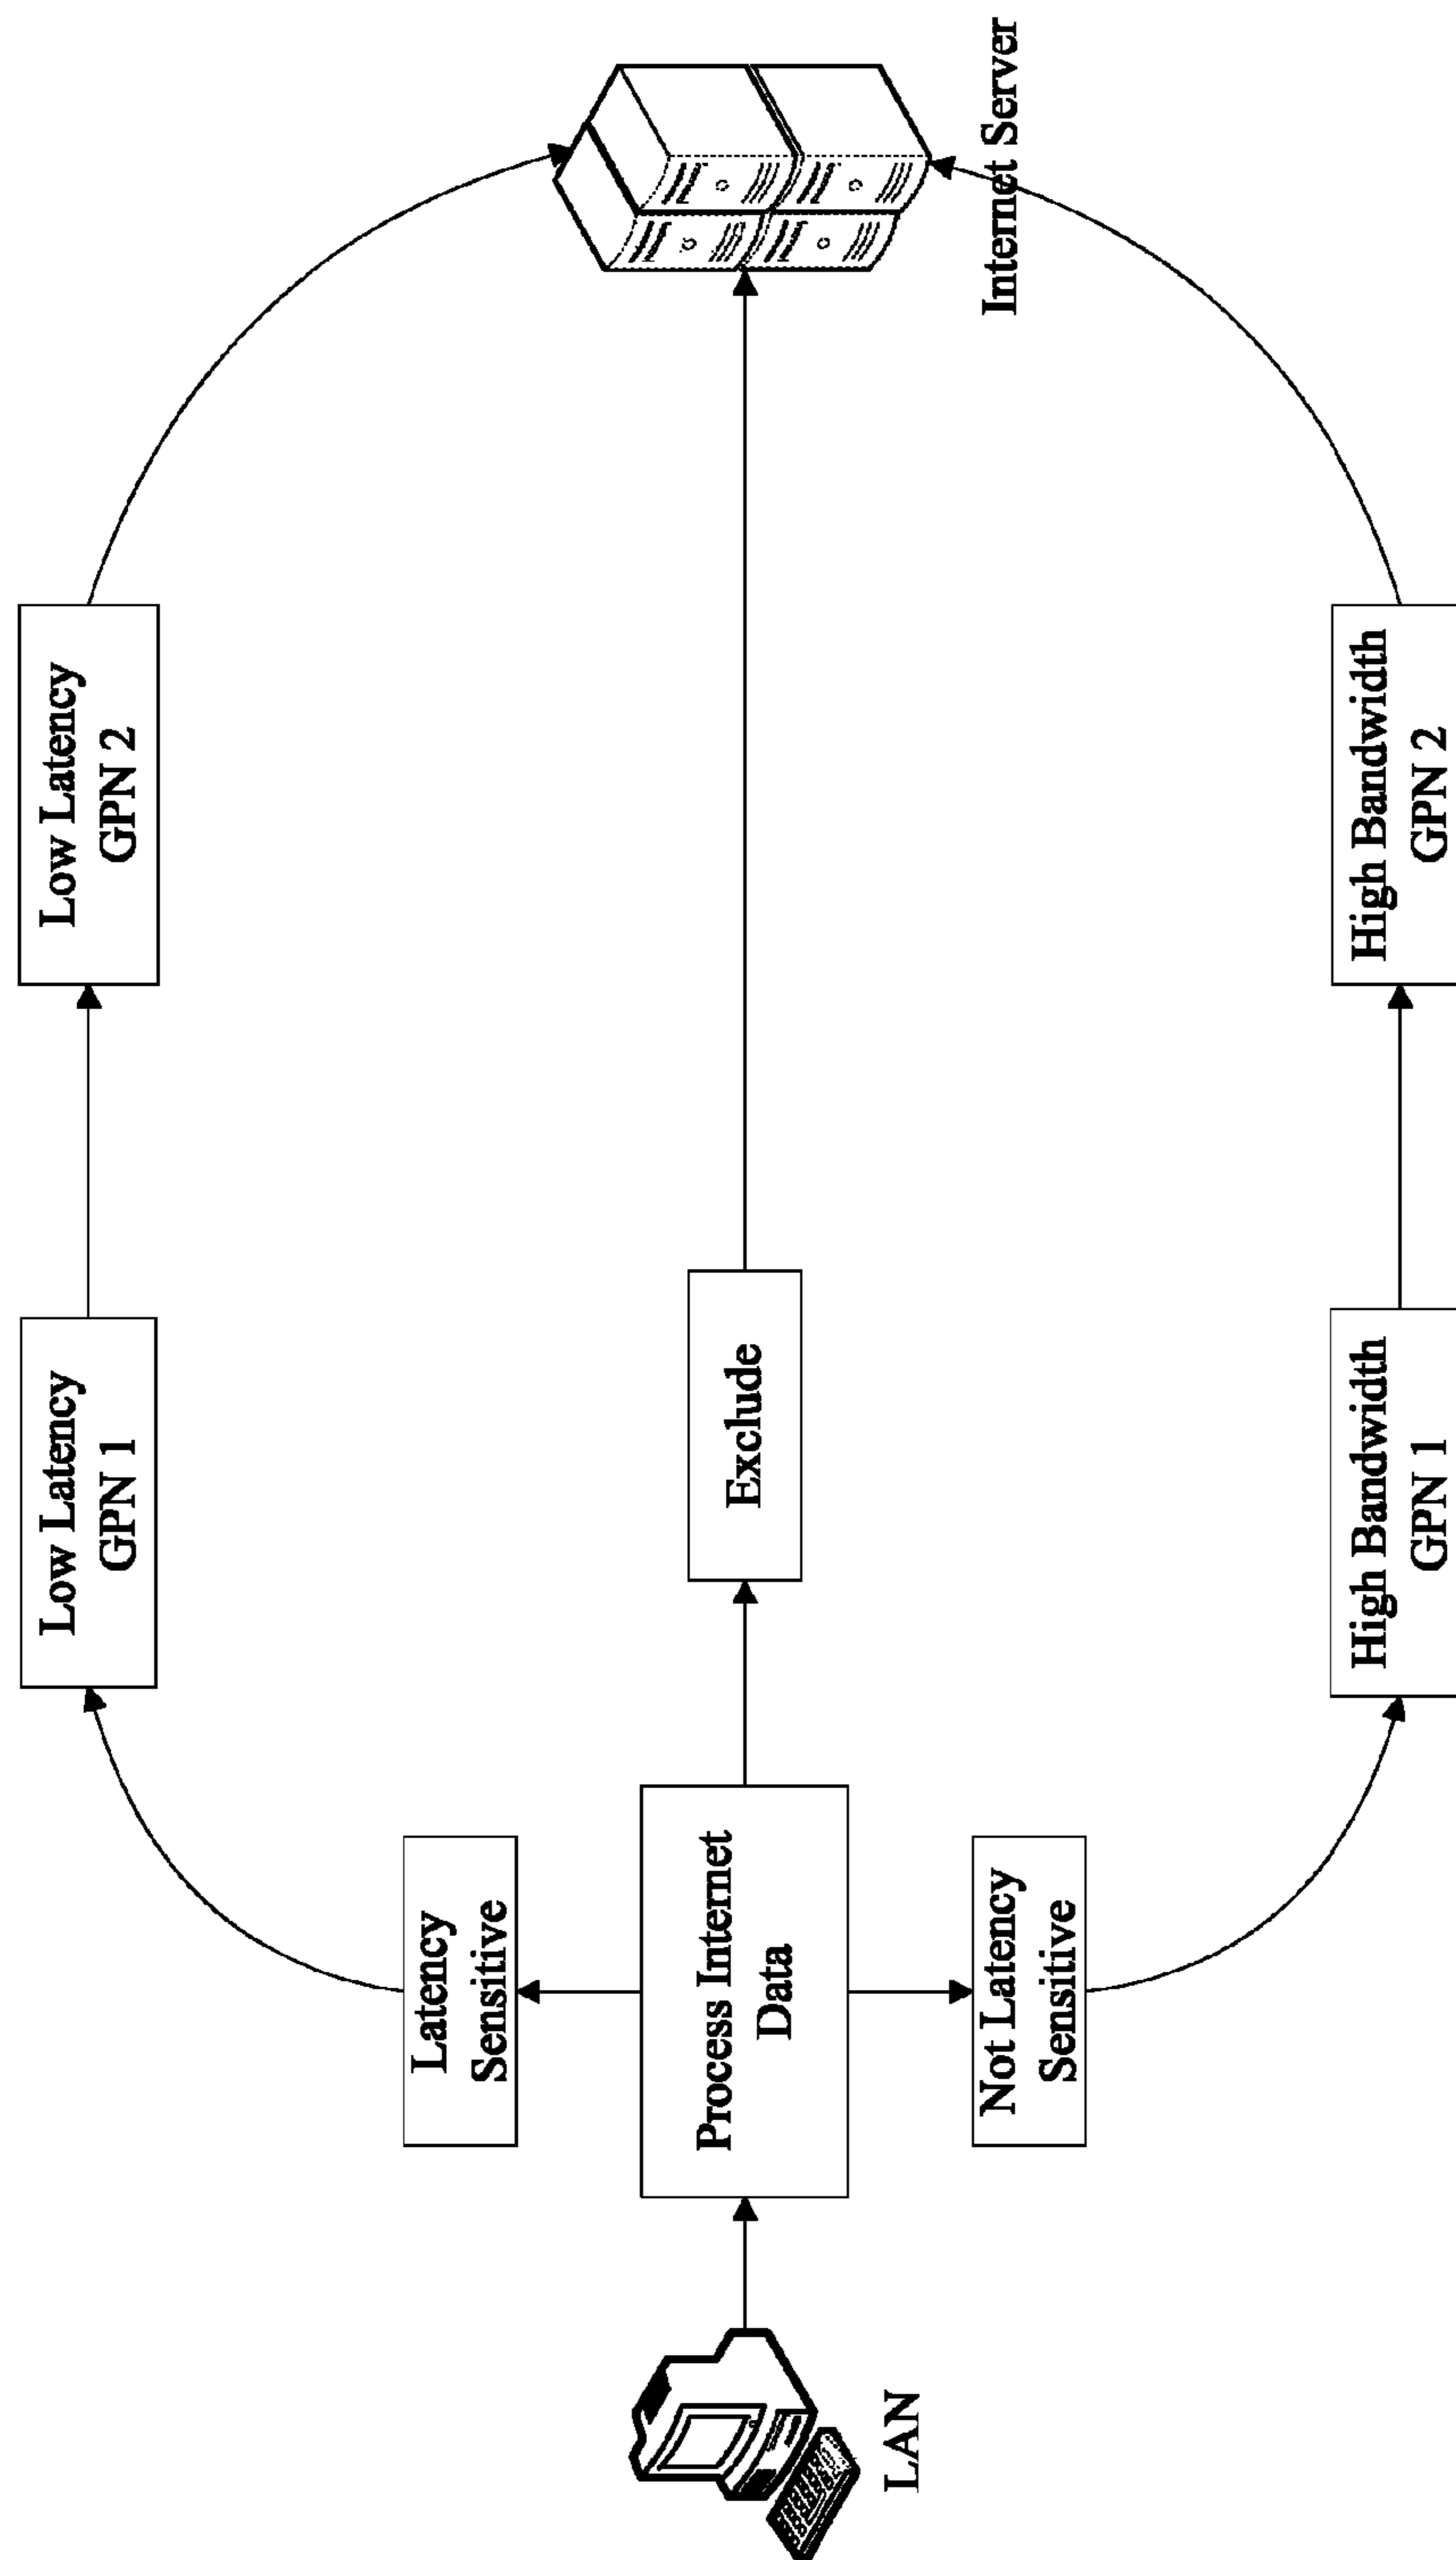 Low Latency
GPN 1
Low Latency
GPN 2
Latency
Sensitive
LAN
Process Internet
Data
Exclude
Internet Server
Not Latency
Sensitive
High Bandwidth
GPN 1
High Bandwidth
GPN 2